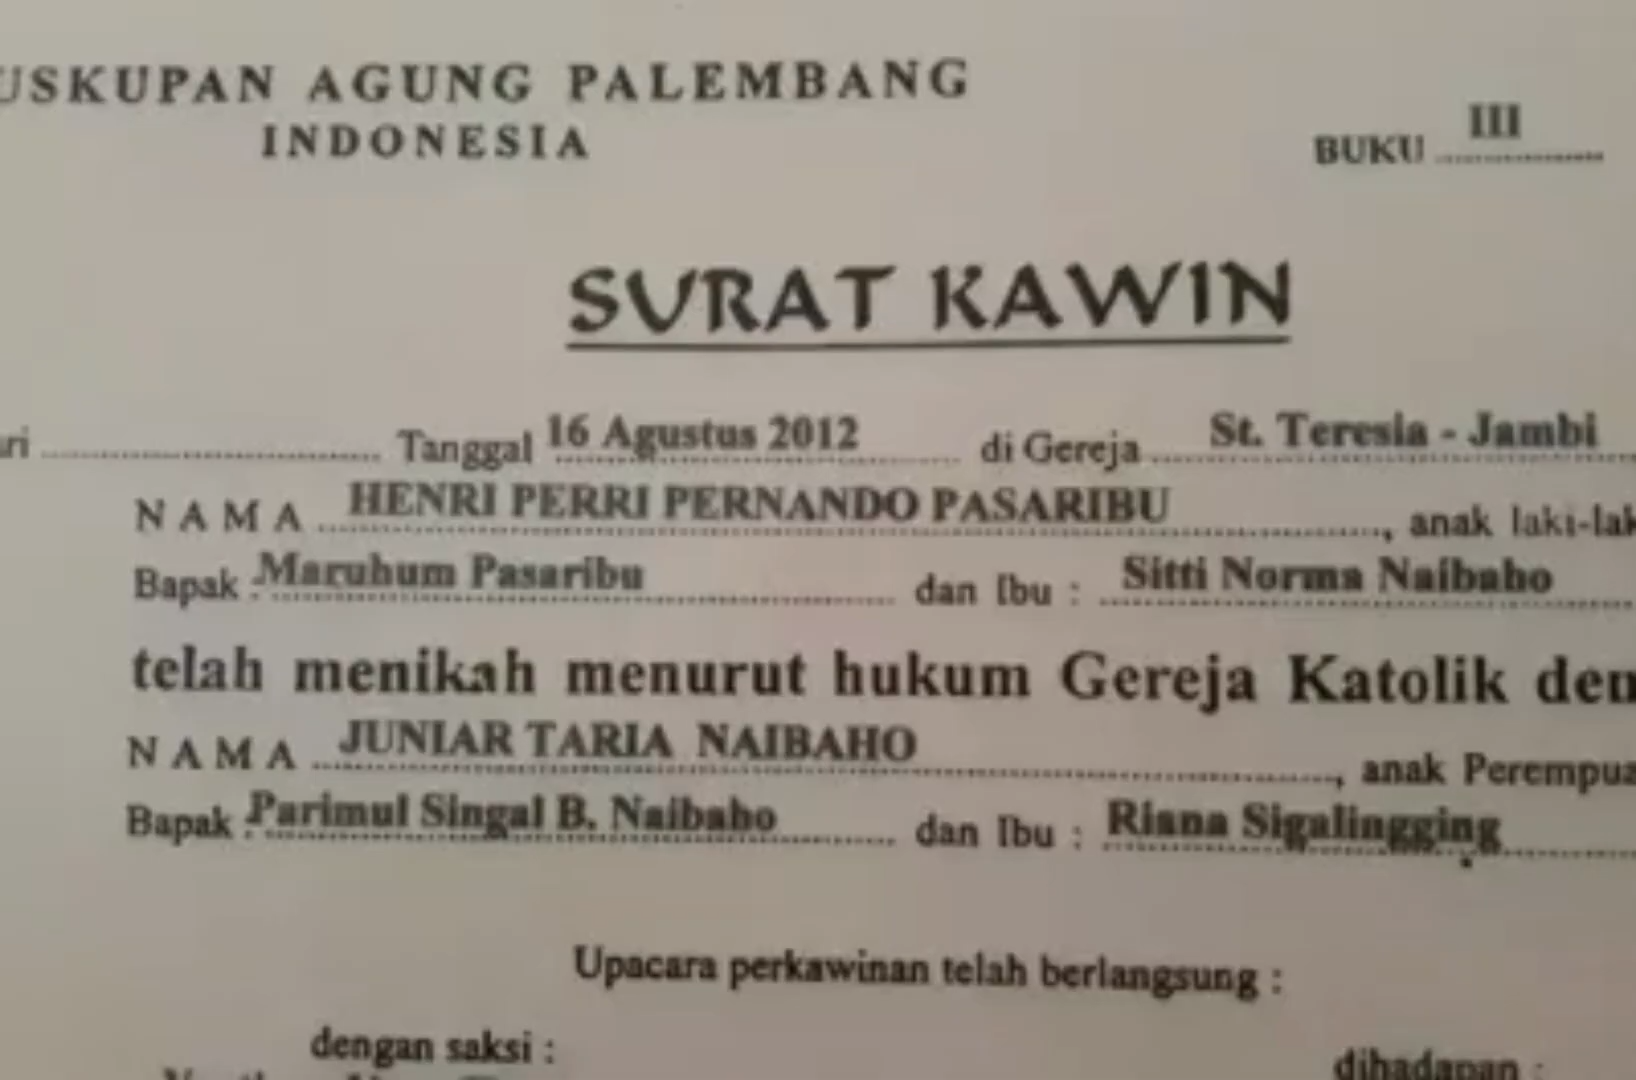 USKUPAN AGUNG PALEMBANG
INDONESIA
BUKU III
SURAT KAWIN
ri Tanggal 16 Agustus 2012 di Gereja St. Teresia - Jambi
NAMA HENRI PERRI PERNANDO PASARIBU, anak laki-lak
Bapak : Maruhum Pasaribu dan Ibu : Sitti Norma Naibaho
telah menikah menurut hukum Gereja Katolik den
NAMA JUNIAR TARIA NAIBAHO, anak Perempua
Bapak : Parimul Singal B. Naibaho dan Ibu : Riana Sigalingging
Upacara perkawinan telah berlangsung :
dengan saksi :
dihadapan :